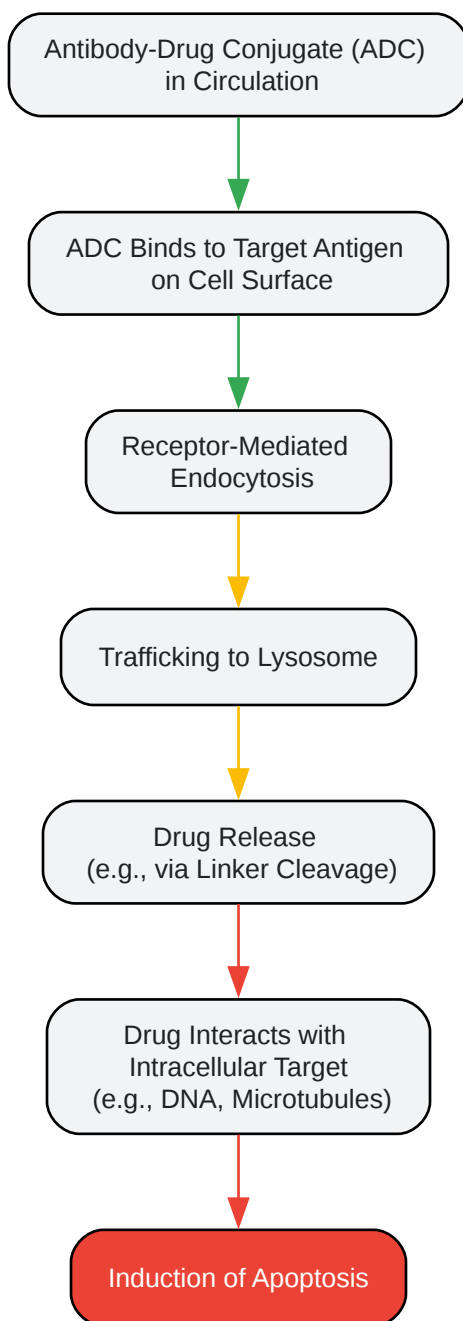 Antibody-Drug Conjugate (ADC)
in Circulation
ADC Binds to Target Antigen
on Cell Surface
Receptor-Mediated
Endocytosis
Trafficking to Lysosome
Drug Release
(e.g., via Linker Cleavage)
Drug Interacts with
Intracellular Target
(e.g., DNA, Microtubules)
Induction of Apoptosis